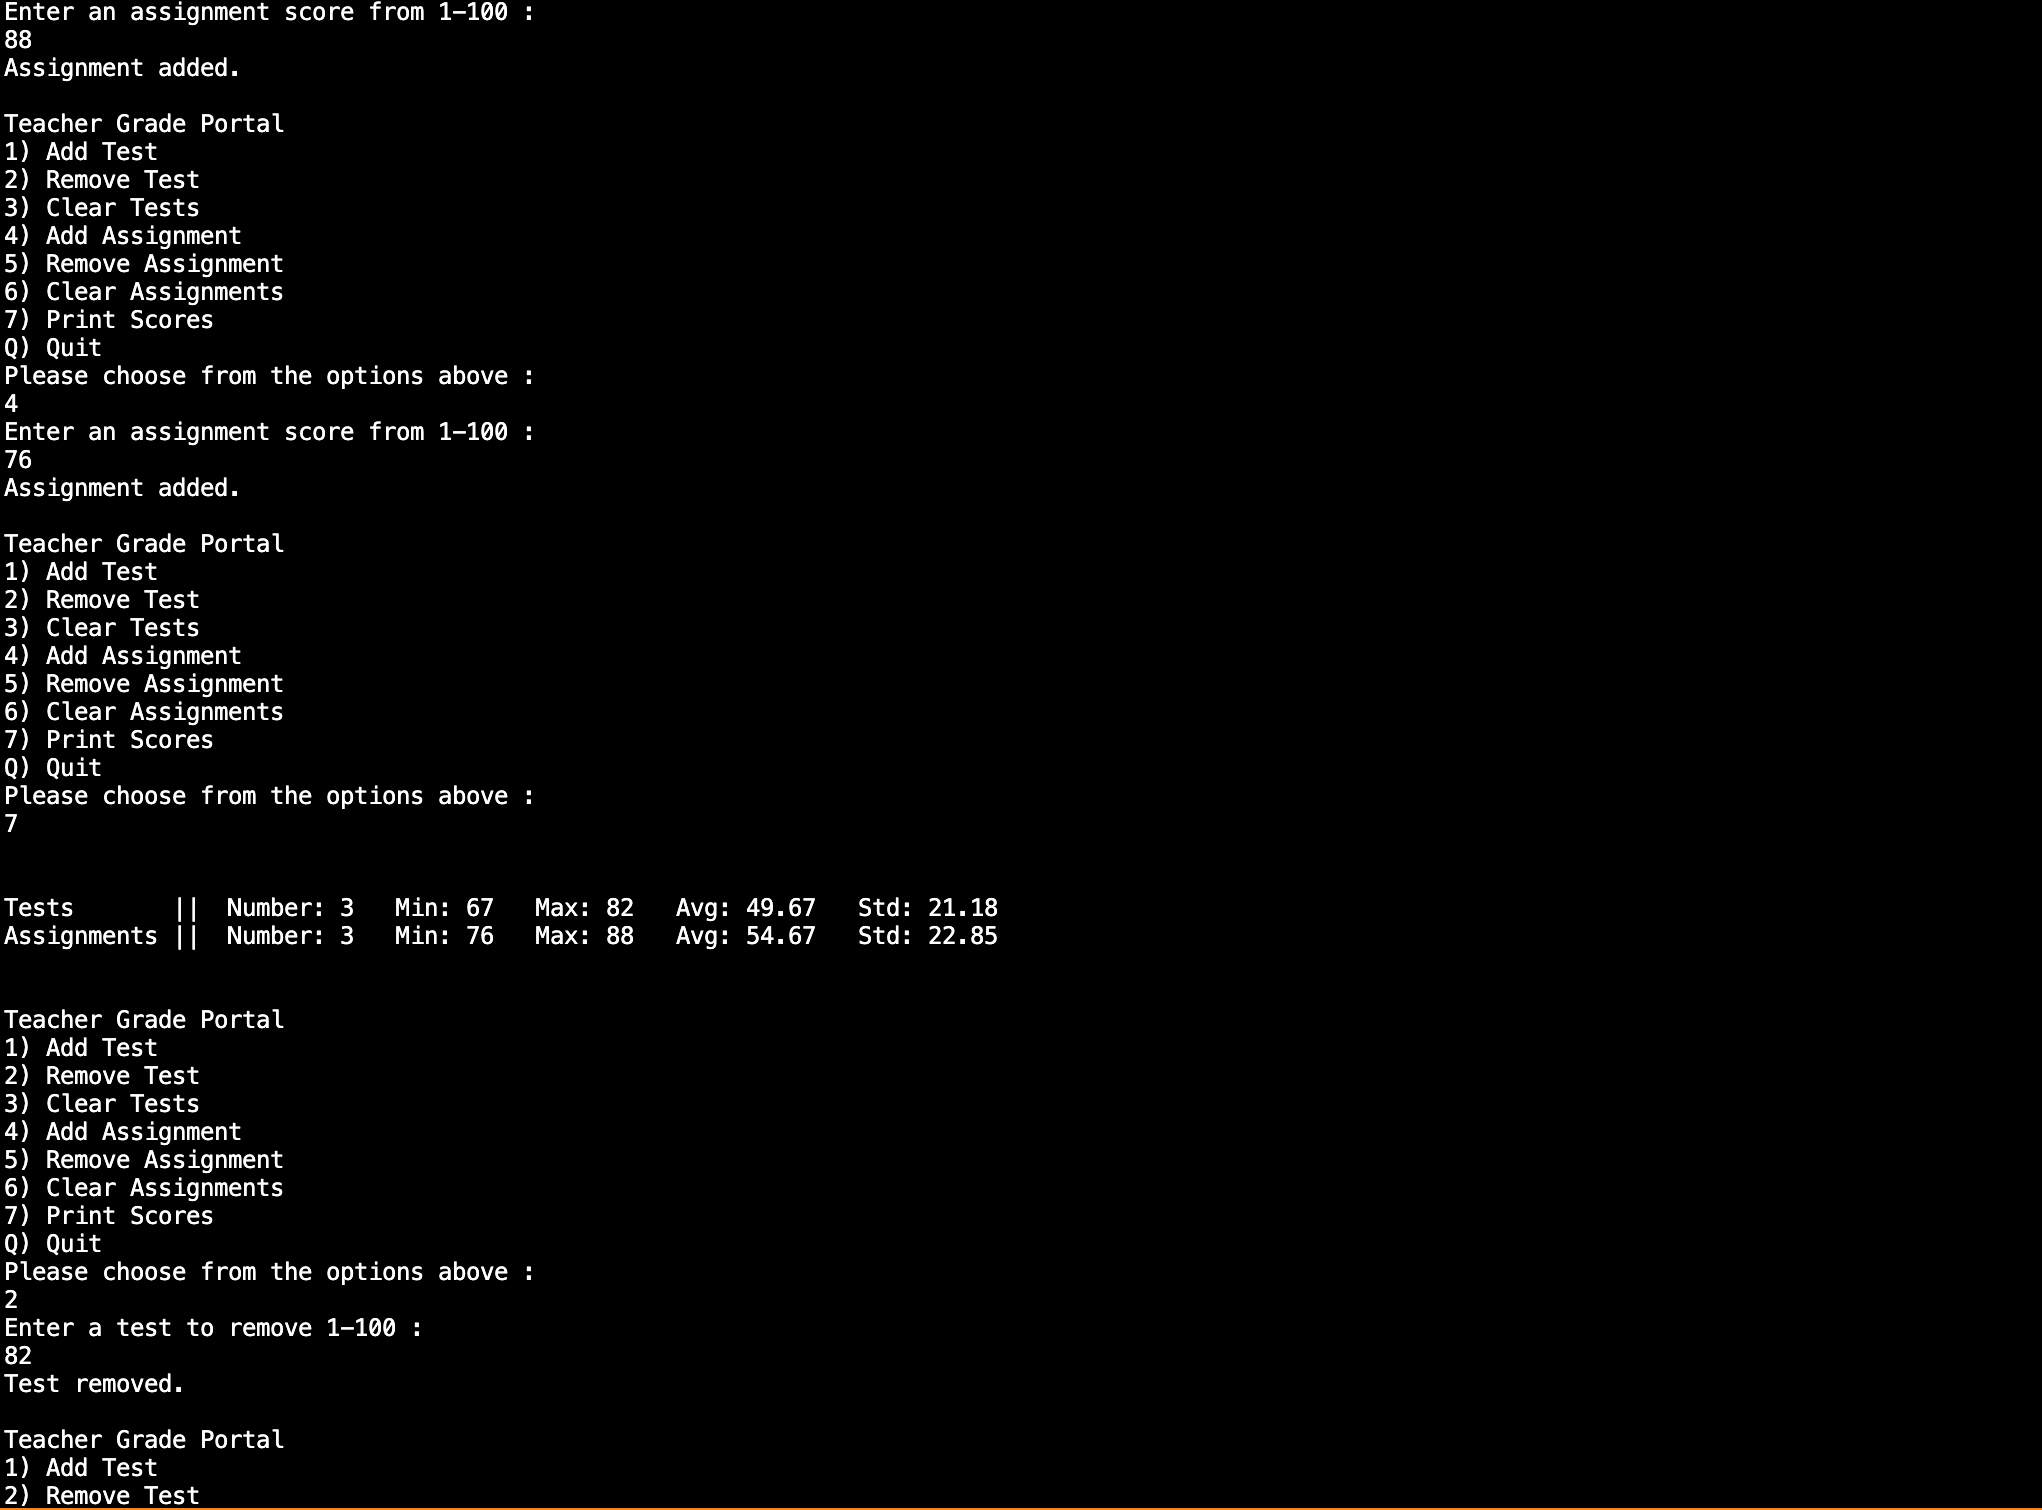 Enter an assignment score from 1-100 :
88
Assignment added.
Teacher Grade Portal
1) Add Test
2) Remove Test
3) Clear Tests
4) Add Assignment
5) Remove Assignment
6) Clear Assignments
7) Print Scores
Q) Quit
Please choose from the options above :
4
Enter an assignment score from 1-100 :
76
Assignment added.
Teacher Grade Portal
1) Add Test
2) Remove Test
3) Clear Tests
4) Add Assignment
5) Remove Assignment
6) Clear Assignments
7) Print Scores
Q) Quit
Please choose from the options above :
7
Tests       ||  Number: 3   Min: 67   Max: 82   Avg: 49.67   Std: 21.18
Assignments ||  Number: 3   Min: 76   Max: 88   Avg: 54.67   Std: 22.85
Teacher Grade Portal
1) Add Test
2) Remove Test
3) Clear Tests
4) Add Assignment
5) Remove Assignment
6) Clear Assignments
7) Print Scores
Q) Quit
Please choose from the options above :
2
Enter a test to remove 1-100 :
82
Test removed.
Teacher Grade Portal
1) Add Test
2) Remove Test